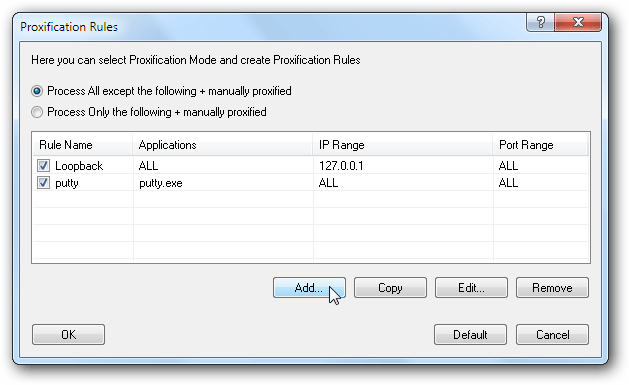 Proxification Rules
Here you can select Proxification Mode and create Proxification Rules
Process All except the following + manually proxified
Process Only the following + manually proxified
Rule Name Applications IP Range Port Range
Loopback ALL 127.0.0.1 ALL
putty putty.exe ALL ALL
Add... Copy Edit... Remove
OK Default Cancel